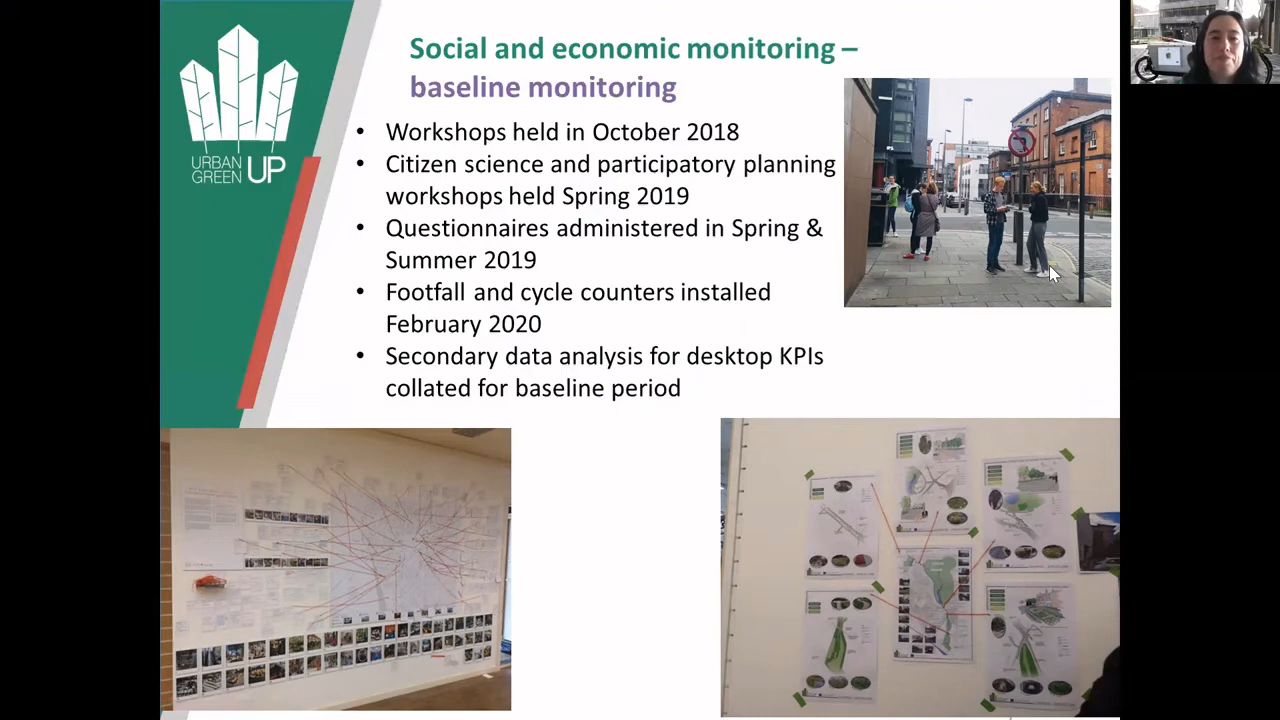 URBAN
GREEN UP
Social and economic monitoring –
baseline monitoring
• Workshops held in October 2018
• Citizen science and participatory planning
workshops held Spring 2019
• Questionnaires administered in Spring &
Summer 2019
• Footfall and cycle counters installed
February 2020
• Secondary data analysis for desktop KPIs
collated for baseline period